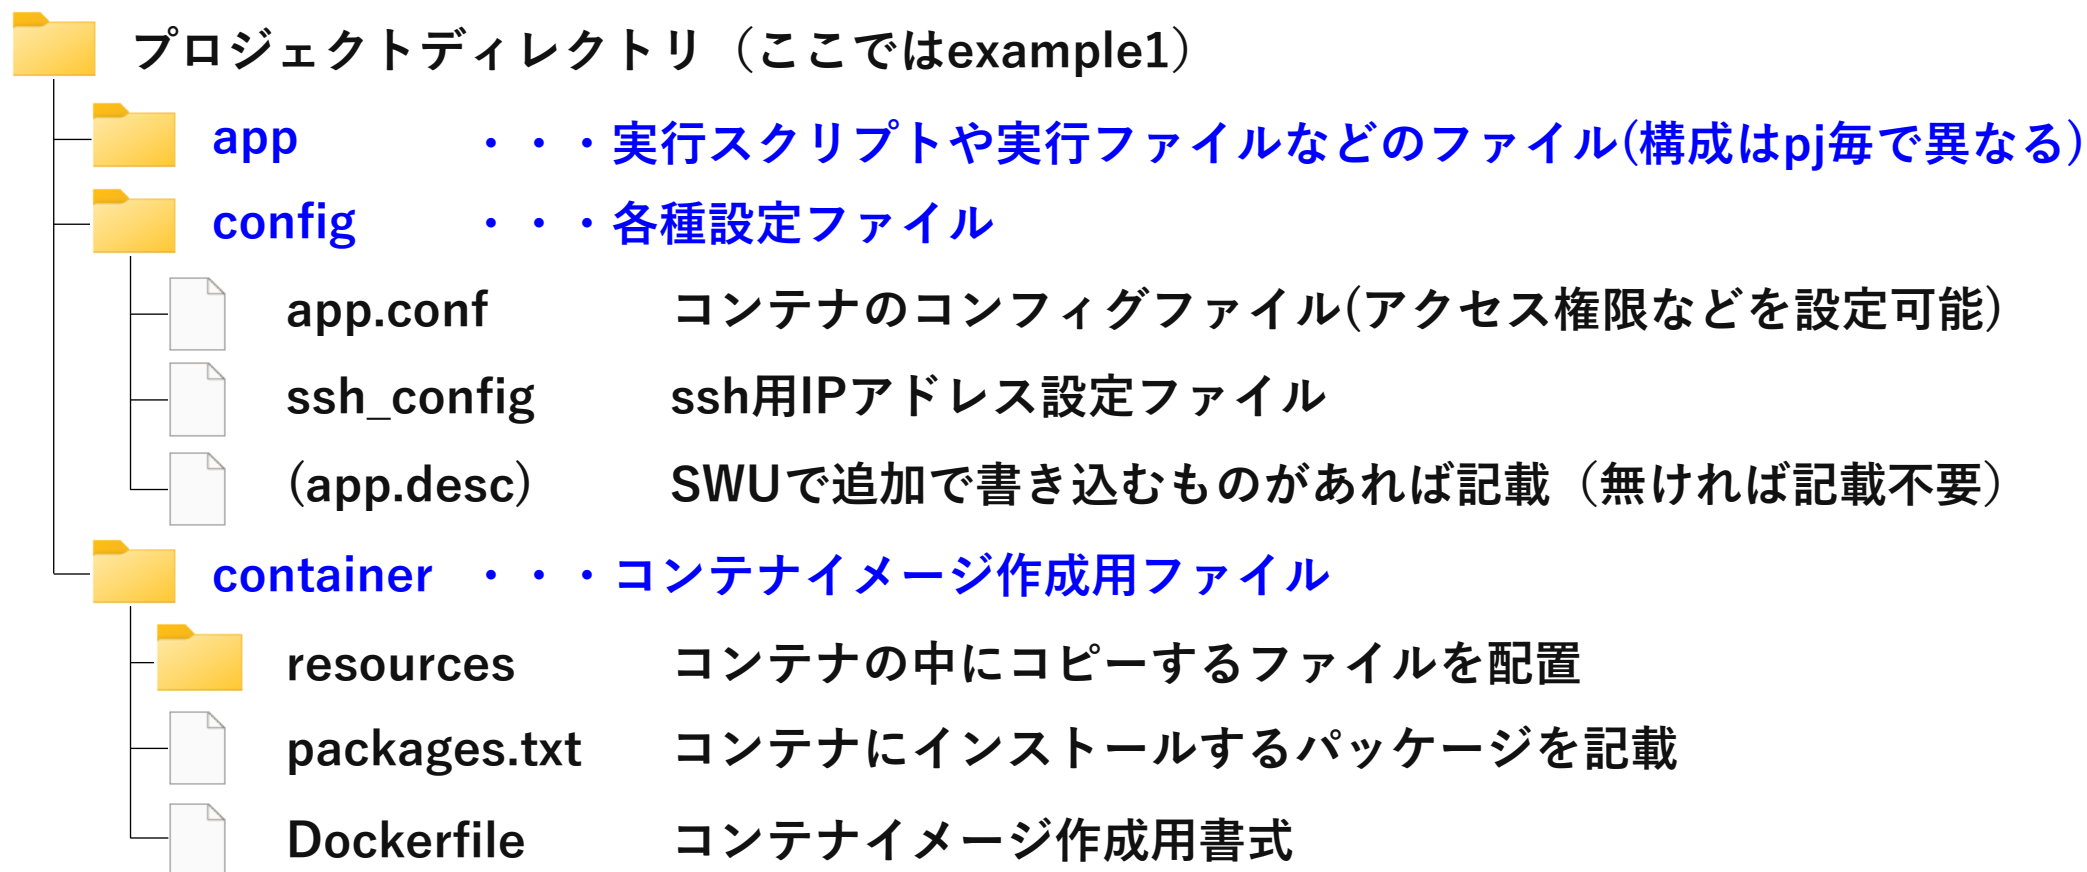 プロジェクトディレクトリ（ここではexample1）
app ・・・実行スクリプトや実行ファイルなどのファイル(構成はpj毎で異なる)
config ・・・各種設定ファイル
app.conf コンテナのコンフィグファイル(アクセス権限などを設定可能)
ssh_config ssh用IPアドレス設定ファイル
(app.desc) SWUで追加で書き込むものがあれば記載（無ければ記載不要）
container ・・・コンテナイメージ作成用ファイル
resources コンテナの中にコピーするファイルを配置
packages.txt コンテナにインストールするパッケージを記載
Dockerfile コンテナイメージ作成用書式